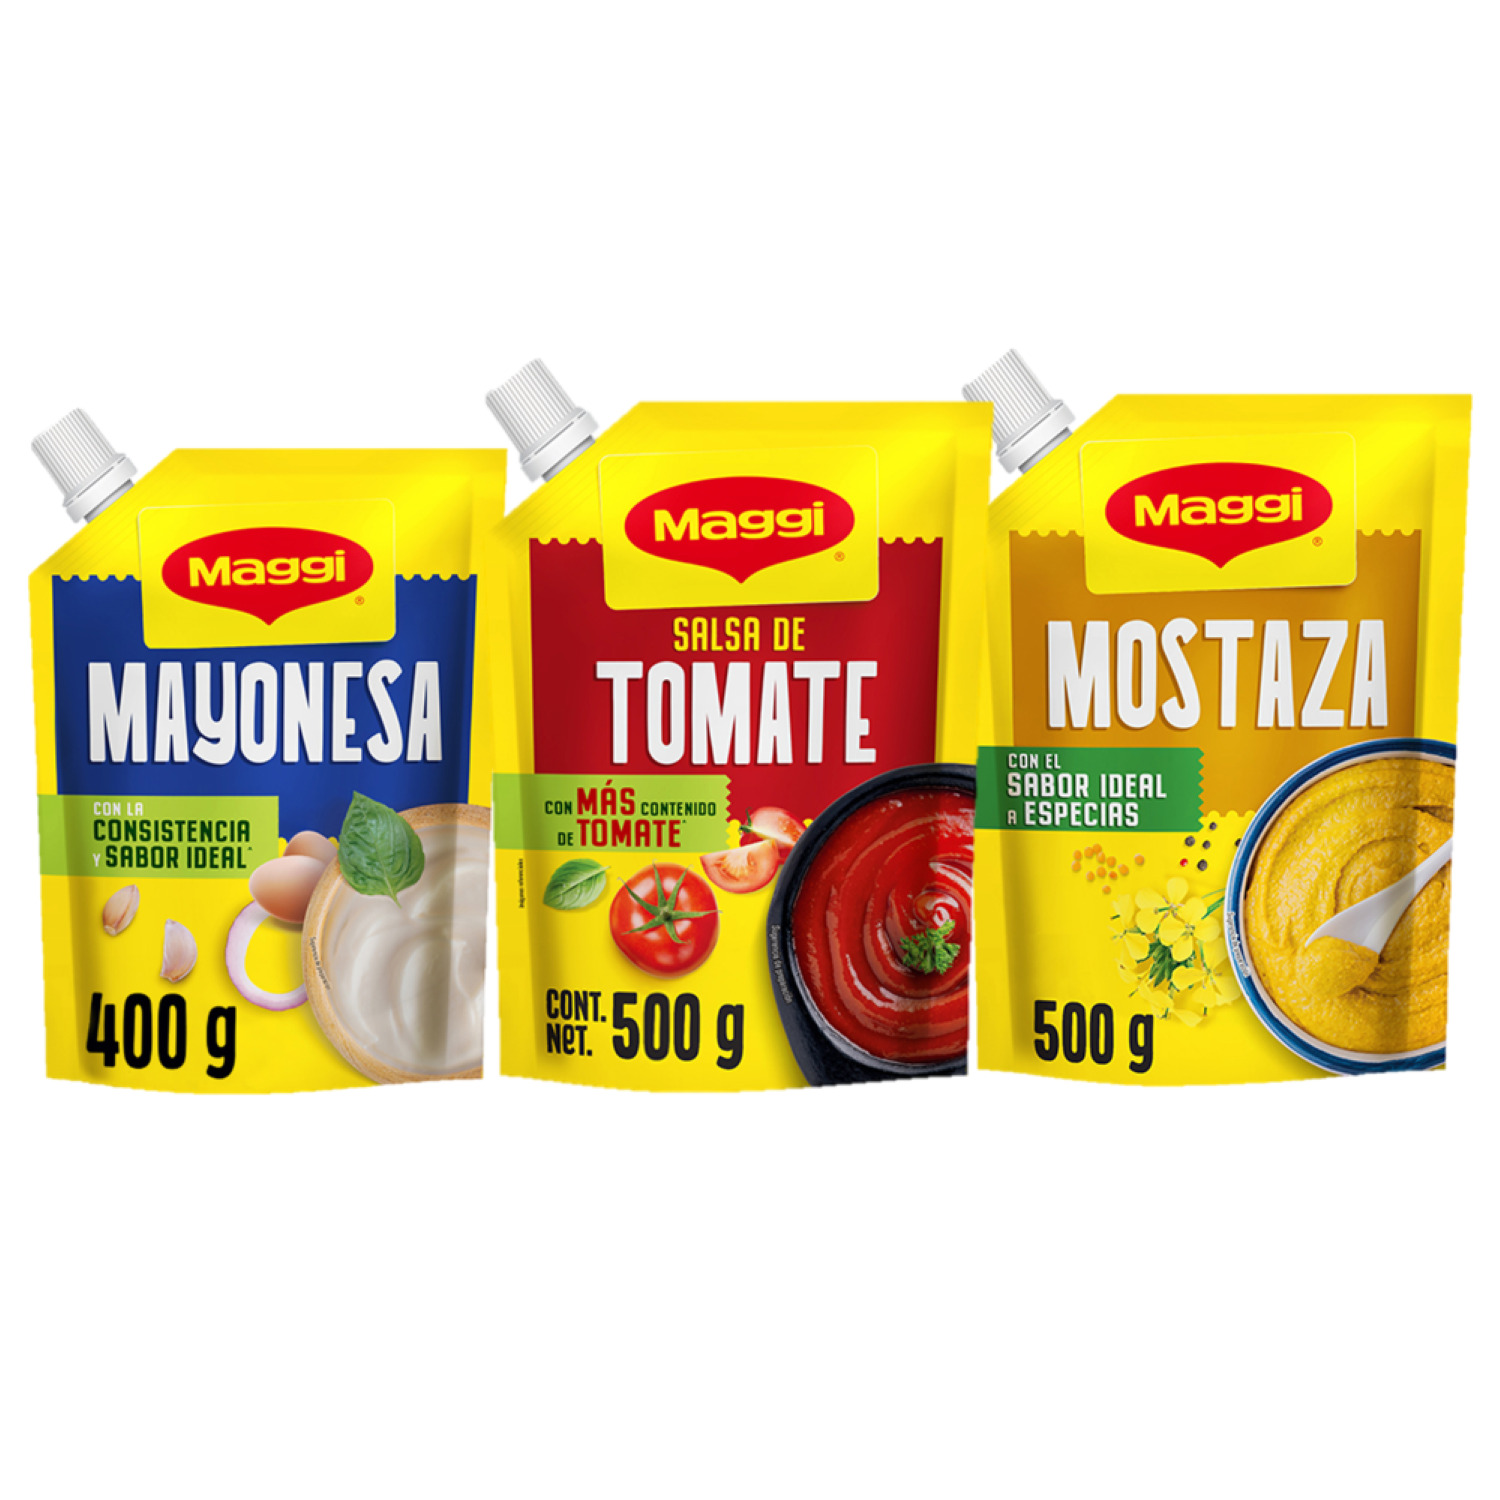 Maggi
®
MAYONESA
CON LA
CONSISTENCIA
Y SABOR IDEAL^
400 g
Maggi
®
SALSA DE
TOMATE
CON MÁS CONTENIDO
DE TOMATE^
CONT.
NET. 500 g
Maggi
®
MOSTAZA
CON EL
SABOR IDEAL
A ESPECIAS
500 g